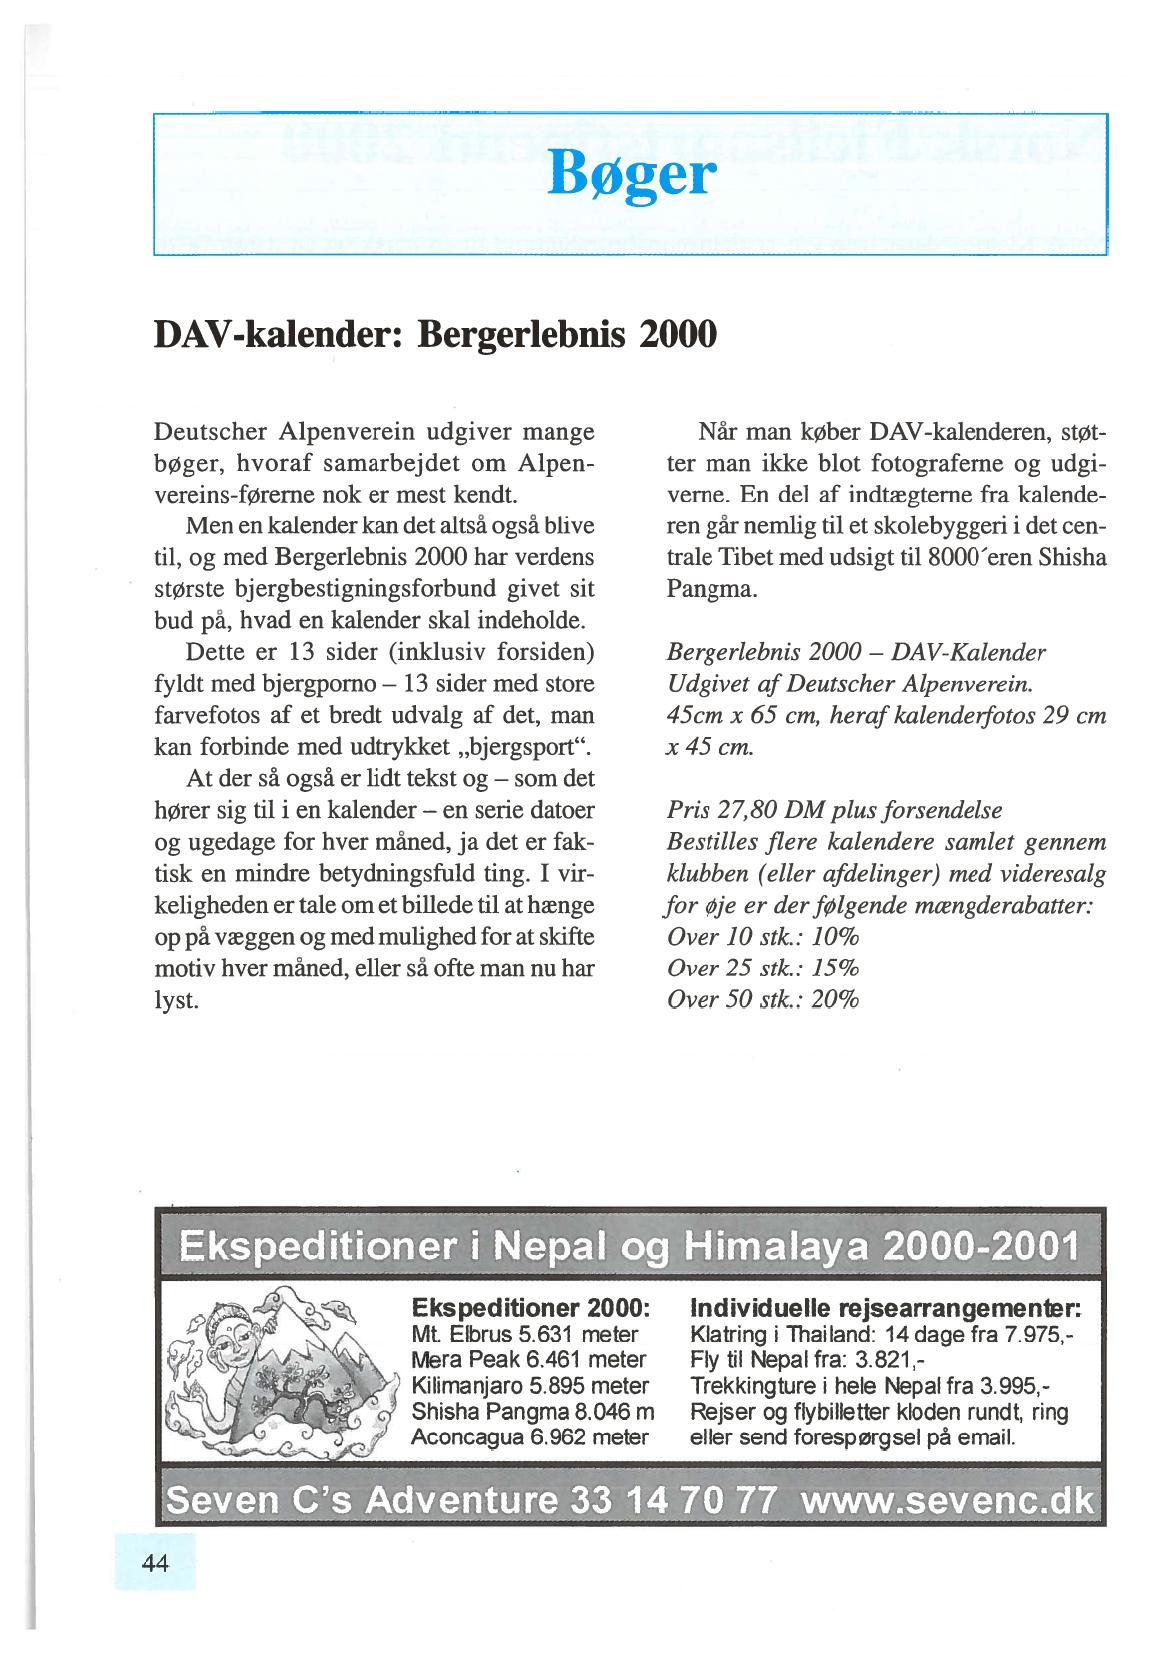 Bøger
DAV-kalender: Bergerlebnis 2000
Deutscher Alpenverein udgiver mange
bøger, hvoraf samarbejdet om Alpen-
vereins-førerne nok er mest kendt.
Men en kalender kan det altså også blive
til, og med Bergerlebnis 2000 har verdens
største bjergbestigningsforbund givet sit
bud på, hvad en kalender skal indeholde.
Dette er 13 sider (inklusiv forsiden)
fyldt med bjergporno – 13 sider med store
farvefotos af et bredt udvalg af det, man
kan forbinde med udtrykket „bjergsport“.
At der så også er lidt tekst og – som det
hører sig til i en kalender – en serie datoer
og ugedage for hver måned, ja det er fak-
tisk en mindre betydningsfuld ting. I vir-
keligheden er tale om et billede til at hænge
op på væggen og med mulighed for at skifte
motiv hver måned, eller så ofte man nu har
lyst.
Når man køber DAV-kalenderen, støt-
ter man ikke blot fotograferne og udgi-
verne. En del af indtægterne fra kalende-
ren går nemlig til et skolebyggeri i det cen-
trale Tibet med udsigt til 8000´eren Shisha
Pangma.
Bergerlebnis 2000 – DAV-Kalender
Udgivet af Deutscher Alpenverein.
45cm x 65 cm, heraf kalenderfotos 29 cm
x 45 cm.
Pris 27,80 DM plus forsendelse
Bestilles flere kalendere samlet gennem
klubben (eller afdelinger) med videresalg
for øje er der følgende mængderabatter:
Over 10 stk.: 10%
Over 25 stk.: 15%
Over 50 stk.: 20%
Ekspeditioner i Nepal og Himalaya 2000-2001
Ekspeditioner 2000:
Mt. Elbrus 5.631 meter
Mera Peak 6.461 meter
Kilimanjaro 5.895 meter
Shisha Pangma 8.046 m
Aconcagua 6.962 meter
Individuelle rejsearrangementer:
Klatring i Thailand: 14 dage fra 7.975,-
Fly til Nepal fra: 3.821,-
Trekkingture i hele Nepal fra 3.995,-
Rejser og flybilletter kloden rundt, ring
eller send forespørgsel på email.
Seven C's Adventure 33 14 70 77 www.sevenc.dk
44